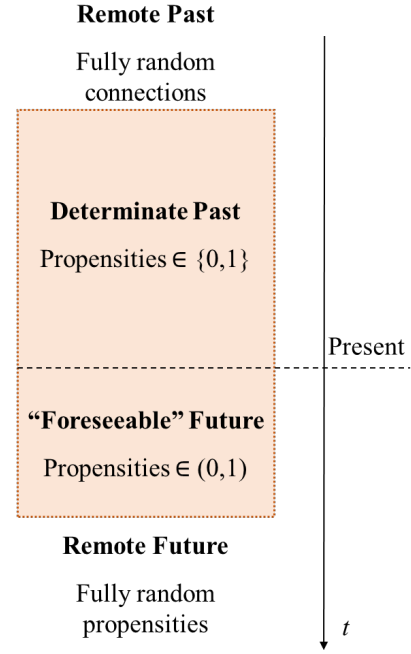 Remote Past
Fully random
connections
Determinate Past
Propensities ∈ {0,1}
Present
“Foreseeable” Future
Propensities ∈ (0,1)
Remote Future
Fully random
propensities
t